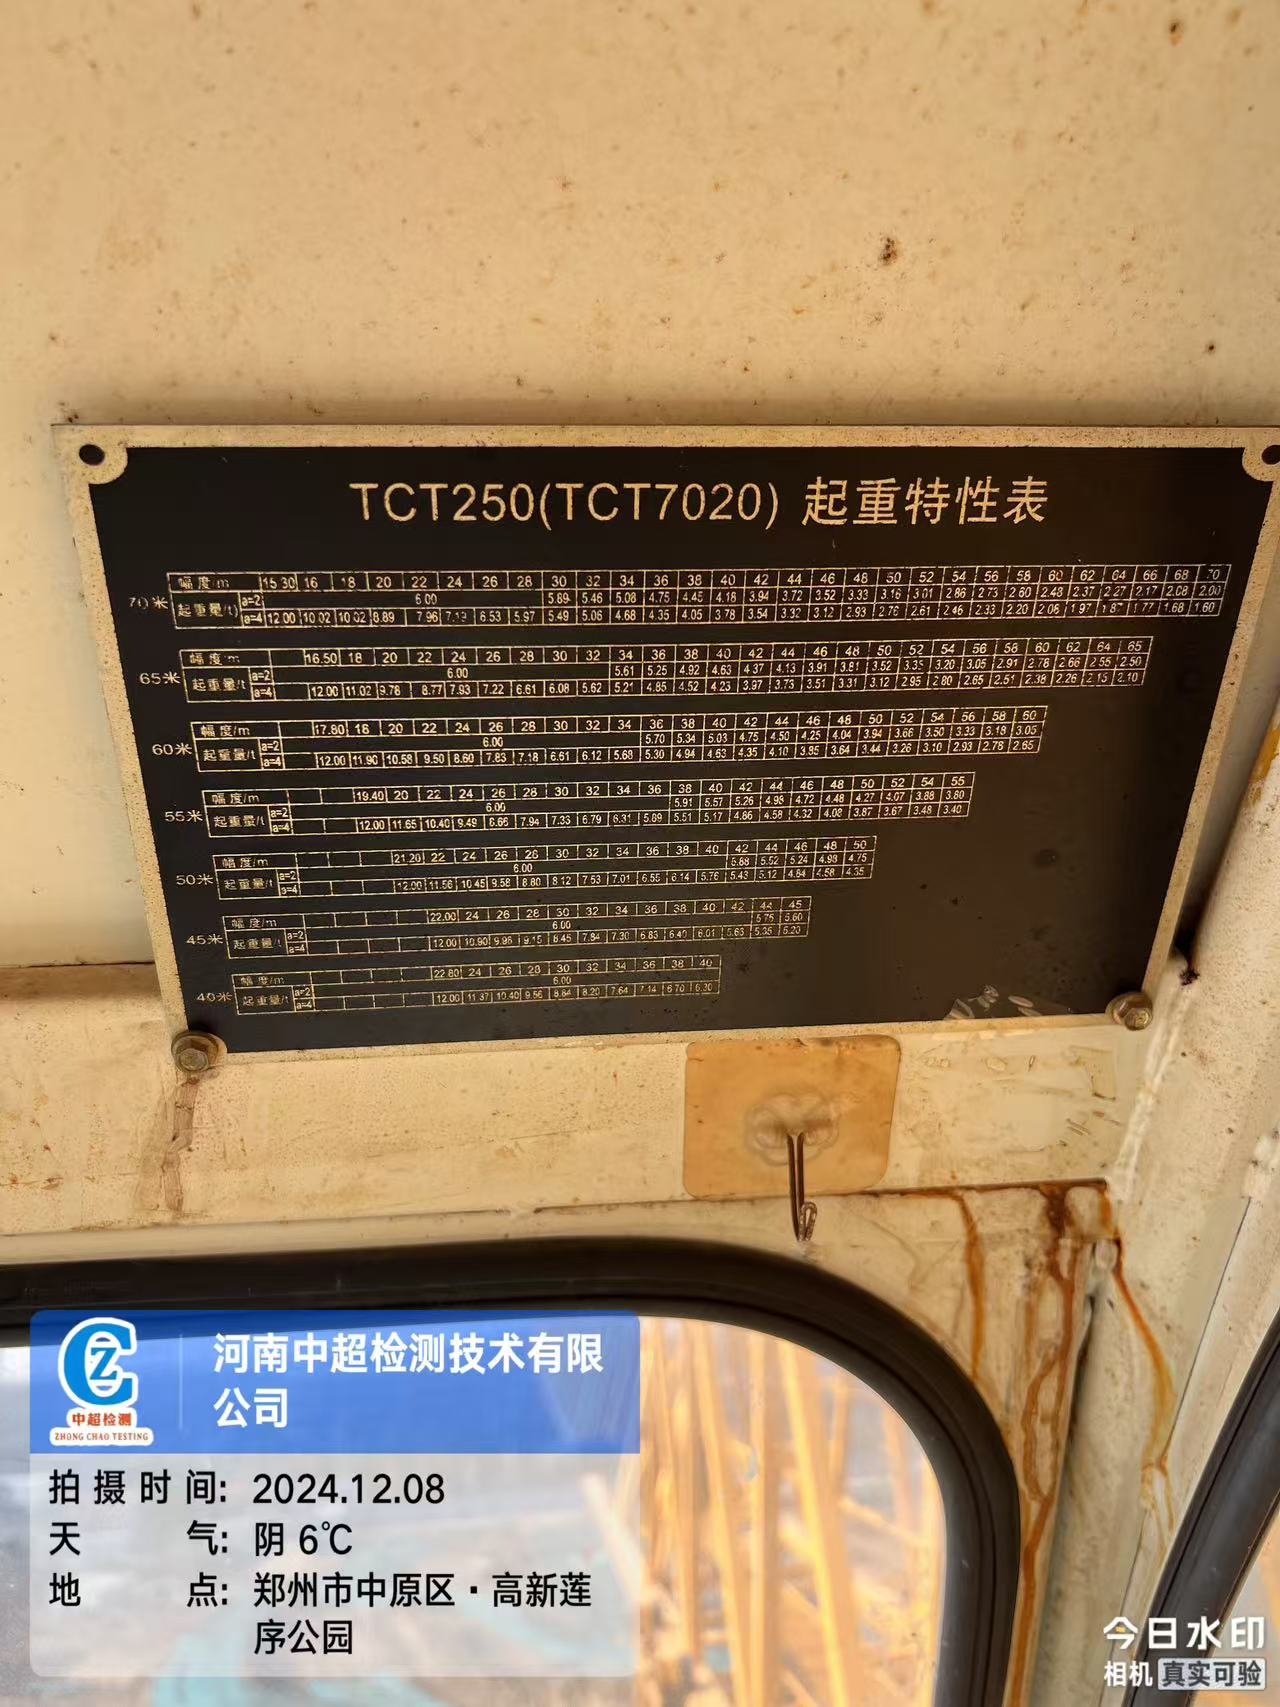 TCT250(TCT7020) 起重特性表
70米 幅度/m 15.30 16 18 20 22 24 26 28 30 32 34 36 38 40 42 44 46 48 50 52 54 56 58 60 62 64 66 68 70
起重量/t a=2 6.00 5.89 5.46 5.08 4.75 4.45 4.18 3.94 3.72 3.52 3.33 3.16 3.01 2.86 2.73 2.60 2.48 2.37 2.27 2.17 2.08 2.00
a=4 12.00 10.02 10.02 8.89 7.96 7.19 6.53 5.97 5.49 5.06 4.68 4.35 4.05 3.78 3.54 3.32 3.12 2.93 2.76 2.61 2.46 2.33 2.20 2.08 1.97 1.87 1.77 1.68 1.60
65米 幅度/m 16.50 18 20 22 24 26 28 30 32 34 36 38 40 42 44 46 48 50 52 54 56 58 60 62 64 65
起重量/t a=2 6.00 5.61 5.25 4.92 4.63 4.37 4.13 3.91 3.81 3.52 3.35 3.20 3.05 2.91 2.78 2.66 2.55 2.50
a=4 12.00 11.02 9.78 8.77 7.93 7.22 6.61 6.08 5.62 5.21 4.85 4.52 4.23 3.97 3.73 3.51 3.31 3.12 2.95 2.80 2.65 2.51 2.38 2.26 2.15 2.10
60米 幅度/m 17.80 18 20 22 24 26 28 30 32 34 36 38 40 42 44 46 48 50 52 54 56 58 60
起重量/t a=2 6.00 5.70 5.34 5.03 4.75 4.50 4.25 4.04 3.94 3.66 3.50 3.33 3.18 3.05
a=4 12.00 11.90 10.58 9.50 8.60 7.83 7.18 6.61 6.12 5.68 5.30 4.94 4.63 4.35 4.10 3.85 3.64 3.44 3.26 3.10 2.93 2.78 2.65
55米 幅度/m 19.40 20 22 24 26 28 30 32 34 36 38 40 42 44 46 48 50 52 54 55
起重量/t a=2 6.00 5.91 5.57 5.26 4.98 4.72 4.48 4.27 4.07 3.88 3.80
a=4 12.00 11.65 10.40 9.49 8.66 7.94 7.33 6.79 6.31 5.89 5.51 5.17 4.86 4.58 4.32 4.08 3.87 3.67 3.48 3.40
50米 幅度/m 21.20 22 24 26 28 30 32 34 36 38 40 42 44 46 48 50
起重量/t a=2 6.00 5.88 5.52 5.24 4.98 4.75
a=4 12.00 11.56 10.45 9.58 8.80 8.12 7.53 7.01 6.55 6.14 5.76 5.43 5.12 4.84 4.58 4.35
45米 幅度/m 22.00 24 26 28 30 32 34 36 38 40 42 44 45
起重量/t a=2 6.00 5.75 5.60
a=4 12.00 10.90 9.96 9.15 8.45 7.84 7.30 6.83 6.40 6.01 5.63 5.35 5.20
40米 幅度/m 22.80 24 26 28 30 32 34 36 38 40
起重量/t a=2 6.00
a=4 12.00 11.37 10.40 9.56 8.84 8.20 7.64 7.14 6.70 6.30
中超检测
ZHONG CHAO TESTING
河南中超检测技术有限
公司
拍摄时间: 2024.12.08
天气: 阴 6℃
地点: 郑州市中原区·高新莲
序公园
今日水印
相机 真实可验